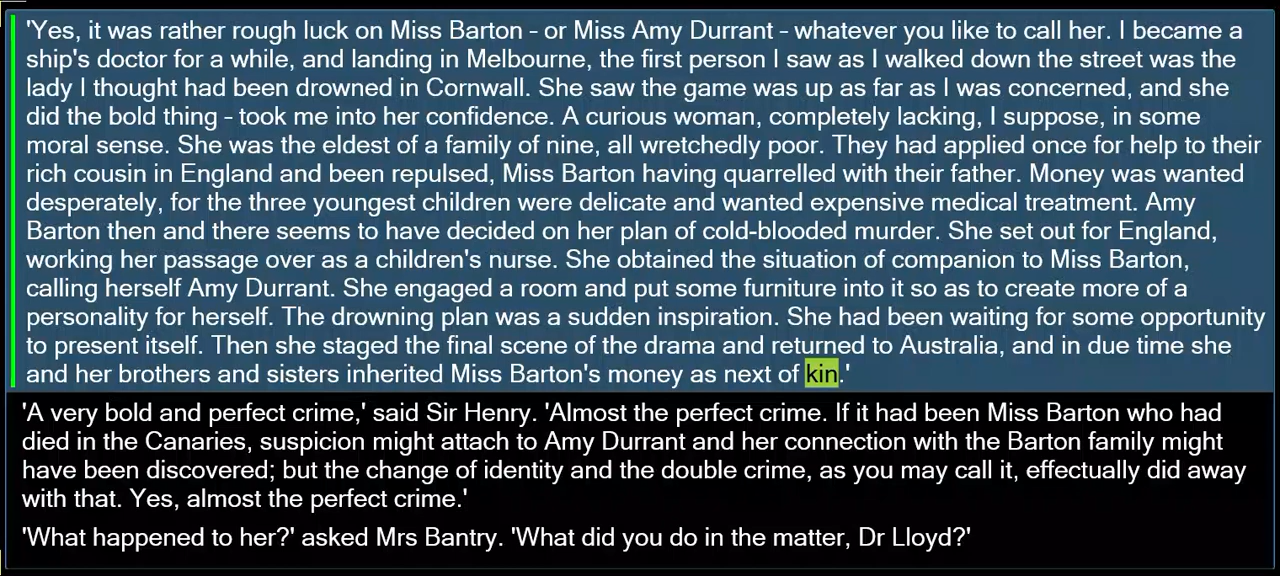 'Yes, it was rather rough luck on Miss Barton - or Miss Amy Durrant - whatever you like to call her. I became a
ship's doctor for a while, and landing in Melbourne, the first person I saw as I walked down the street was the
lady I thought had been drowned in Cornwall. She saw the game was up as far as I was concerned, and she
did the bold thing - took me into her confidence. A curious woman, completely lacking, I suppose, in some
moral sense. She was the eldest of a family of nine, all wretchedly poor. They had applied once for help to their
rich cousin in England and been repulsed, Miss Barton having quarrelled with their father. Money was wanted
desperately, for the three youngest children were delicate and wanted expensive medical treatment. Amy
Barton then and there seems to have decided on her plan of cold-blooded murder. She set out for England,
working her passage over as a children's nurse. She obtained the situation of companion to Miss Barton,
calling herself Amy Durrant. She engaged a room and put some furniture into it so as to create more of a
personality for herself. The drowning plan was a sudden inspiration. She had been waiting for some opportunity
to present itself. Then she staged the final scene of the drama and returned to Australia, and in due time she
and her brothers and sisters inherited Miss Barton's money as next of kin.'
'A very bold and perfect crime,' said Sir Henry. 'Almost the perfect crime. If it had been Miss Barton who had
died in the Canaries, suspicion might attach to Amy Durrant and her connection with the Barton family might
have been discovered; but the change of identity and the double crime, as you may call it, effectually did away
with that. Yes, almost the perfect crime.'
'What happened to her?' asked Mrs Bantry. 'What did you do in the matter, Dr Lloyd?'